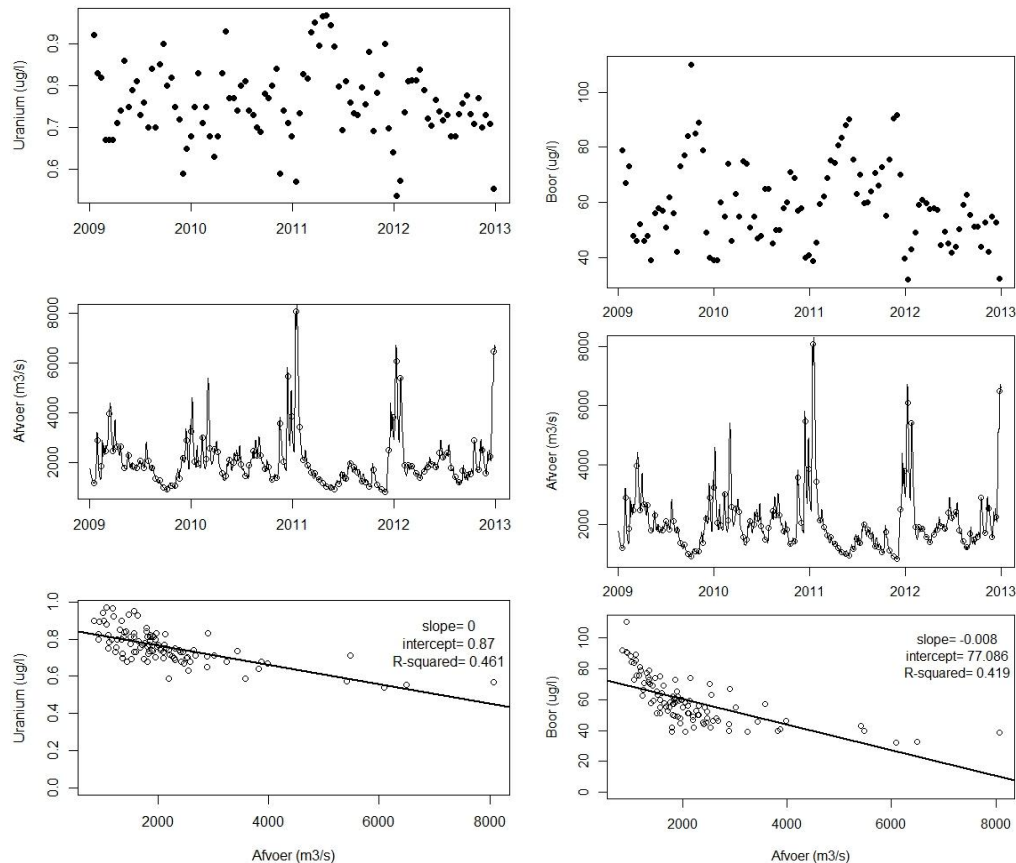 Uranium (ug/l)
0.6 0.7 0.8 0.9
2009 2010 2011 2012 2013
Afvoer (m3/s)
2000 4000 6000 8000
2009 2010 2011 2012 2013
Uranium (ug/l)
0.0 0.2 0.4 0.6 0.8 1.0
slope= 0
intercept= 0.87
R-squared= 0.461
2000 4000 6000 8000
Afvoer (m3/s)
Boor (ug/l)
40 60 80 100
2009 2010 2011 2012 2013
Afvoer (m3/s)
2000 4000 6000 8000
2009 2010 2011 2012 2013
Boor (ug/l)
0 20 40 60 80 100
slope= -0.008
intercept= 77.086
R-squared= 0.419
2000 4000 6000 8000
Afvoer (m3/s)